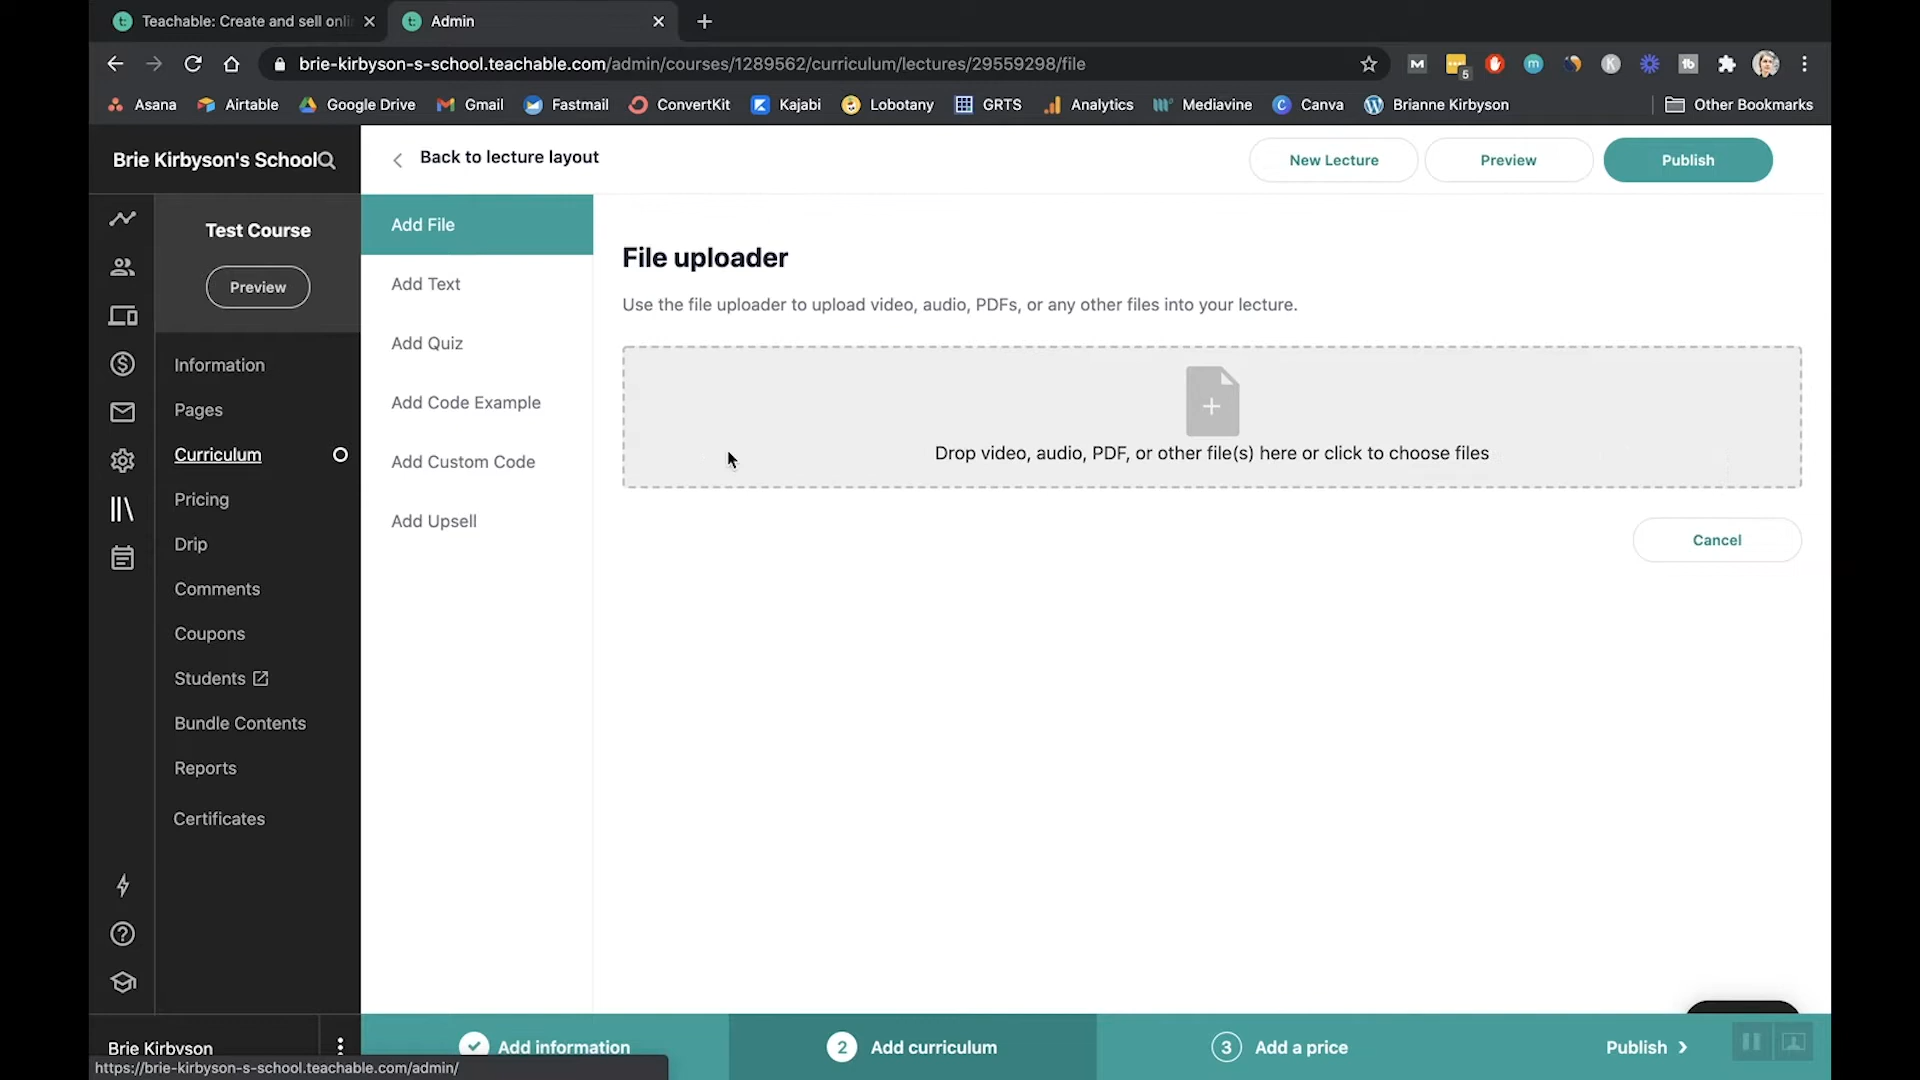 Teachable: Create and sell onli
Admin
brie-kirbyson-s-school.teachable.com/admin/courses/1289562/curriculum/lectures/29559298/file
5
Asana
Airtable
Google Drive
Gmail
Fastmail
ConvertKit
Kajabi
Lobotany
GRTS
Analytics
Mediavine
Canva
Brianne Kirbyson
Other Bookmarks
Brie Kirbyson's School
Back to lecture layout
New Lecture
Preview
Publish
Test Course
Preview
Information
Pages
Curriculum
Pricing
Drip
Comments
Coupons
Students
Bundle Contents
Reports
Certificates
Add File
Add Text
Add Quiz
Add Code Example
Add Custom Code
Add Upsell
File uploader
Use the file uploader to upload video, audio, PDFs, or any other files into your lecture.
Drop video, audio, PDF, or other file(s) here or click to choose files
Cancel
Brie Kirbyson
Add information
2 Add curriculum
3 Add a price
Publish
https://brie-kirbyson-s-school.teachable.com/admin/